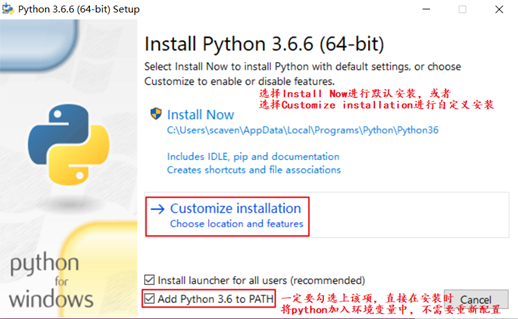 Python 3.6.6 (64-bit) Setup
Install Python 3.6.6 (64-bit)
Select Install Now to install Python with default settings, or choose
Customize to enable or disable features.
选择Install Now进行默认安装，或者
选择Customize installation进行自定义安装
Install Now
C:\Users\scaven\AppData\Local\Programs\Python\Python36
Includes IDLE, pip and documentation
Creates shortcuts and file associations
Customize installation
Choose location and features
python
for
windows
Install launcher for all users (recommended)
Add Python 3.6 to PATH
一定要勾选上该项，直接在安装时
将python加入环境变量中，不需要重新配置
Cancel